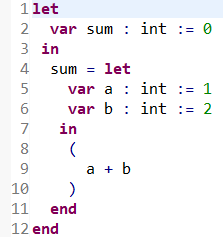 1 let
2   var sum : int := 0
3  in
4   sum = let
5     var a : int := 1
6     var b : int := 2
7    in
8     (
9       a + b
10     )
11   end
12 end